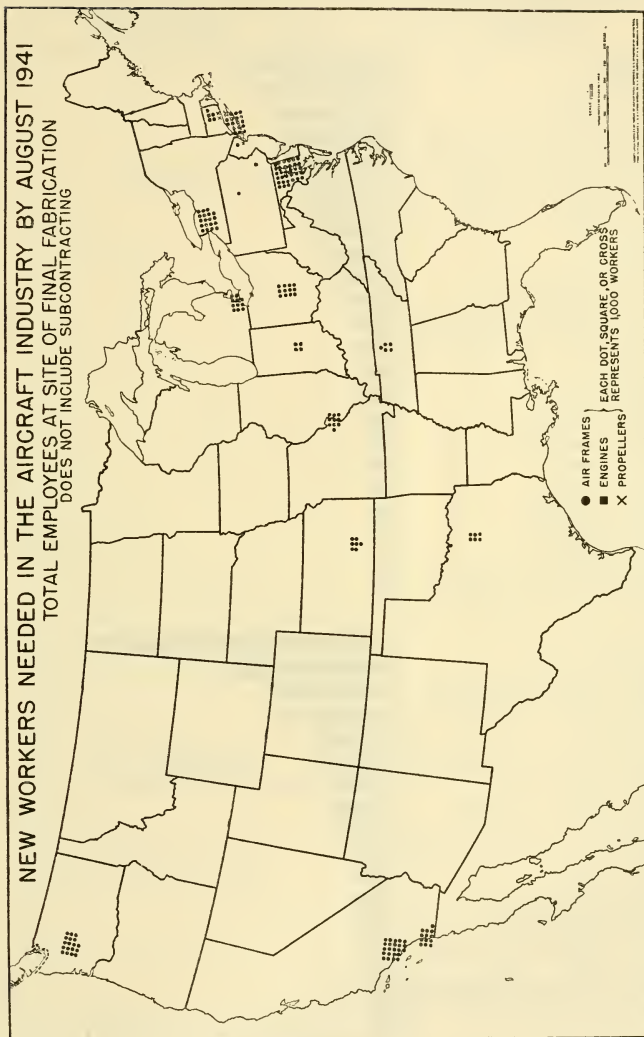 NEW WORKERS NEEDED IN THE AIRCRAFT INDUSTRY BY AUGUST 1941
TOTAL EMPLOYEES AT SITE OF FINAL FABRICATION
DOES NOT INCLUDE SUBCONTRACTING
● AIR FRAMES
■ ENGINES
X PROPELLERS
EACH DOT, SQUARE, OR CROSS
REPRESENTS 1,000 WORKERS